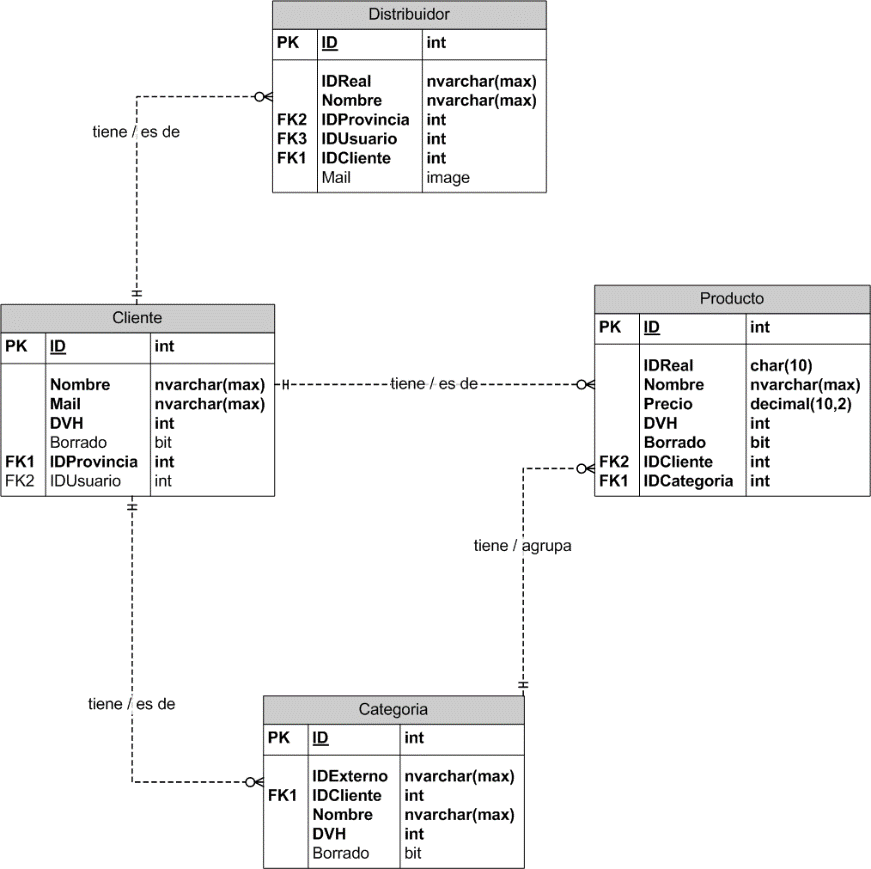 Distribuidor
PK ID int
IDReal nvarchar(max)
Nombre nvarchar(max)
FK2 IDProvincia int
FK3 IDUsuario int
FK1 IDCliente int
Mail image
tiene / es de
Cliente
PK ID int
Nombre nvarchar(max)
Mail nvarchar(max)
DVH int
Borrado bit
FK1 IDProvincia int
FK2 IDUsuario int
tiene / es de
Producto
PK ID int
IDReal char(10)
Nombre nvarchar(max)
Precio decimal(10,2)
DVH int
Borrado bit
FK2 IDCliente int
FK1 IDCategoria int
tiene / agrupa
tiene / es de
Categoria
PK ID int
IDExterno nvarchar(max)
FK1 IDCliente int
Nombre nvarchar(max)
DVH int
Borrado bit